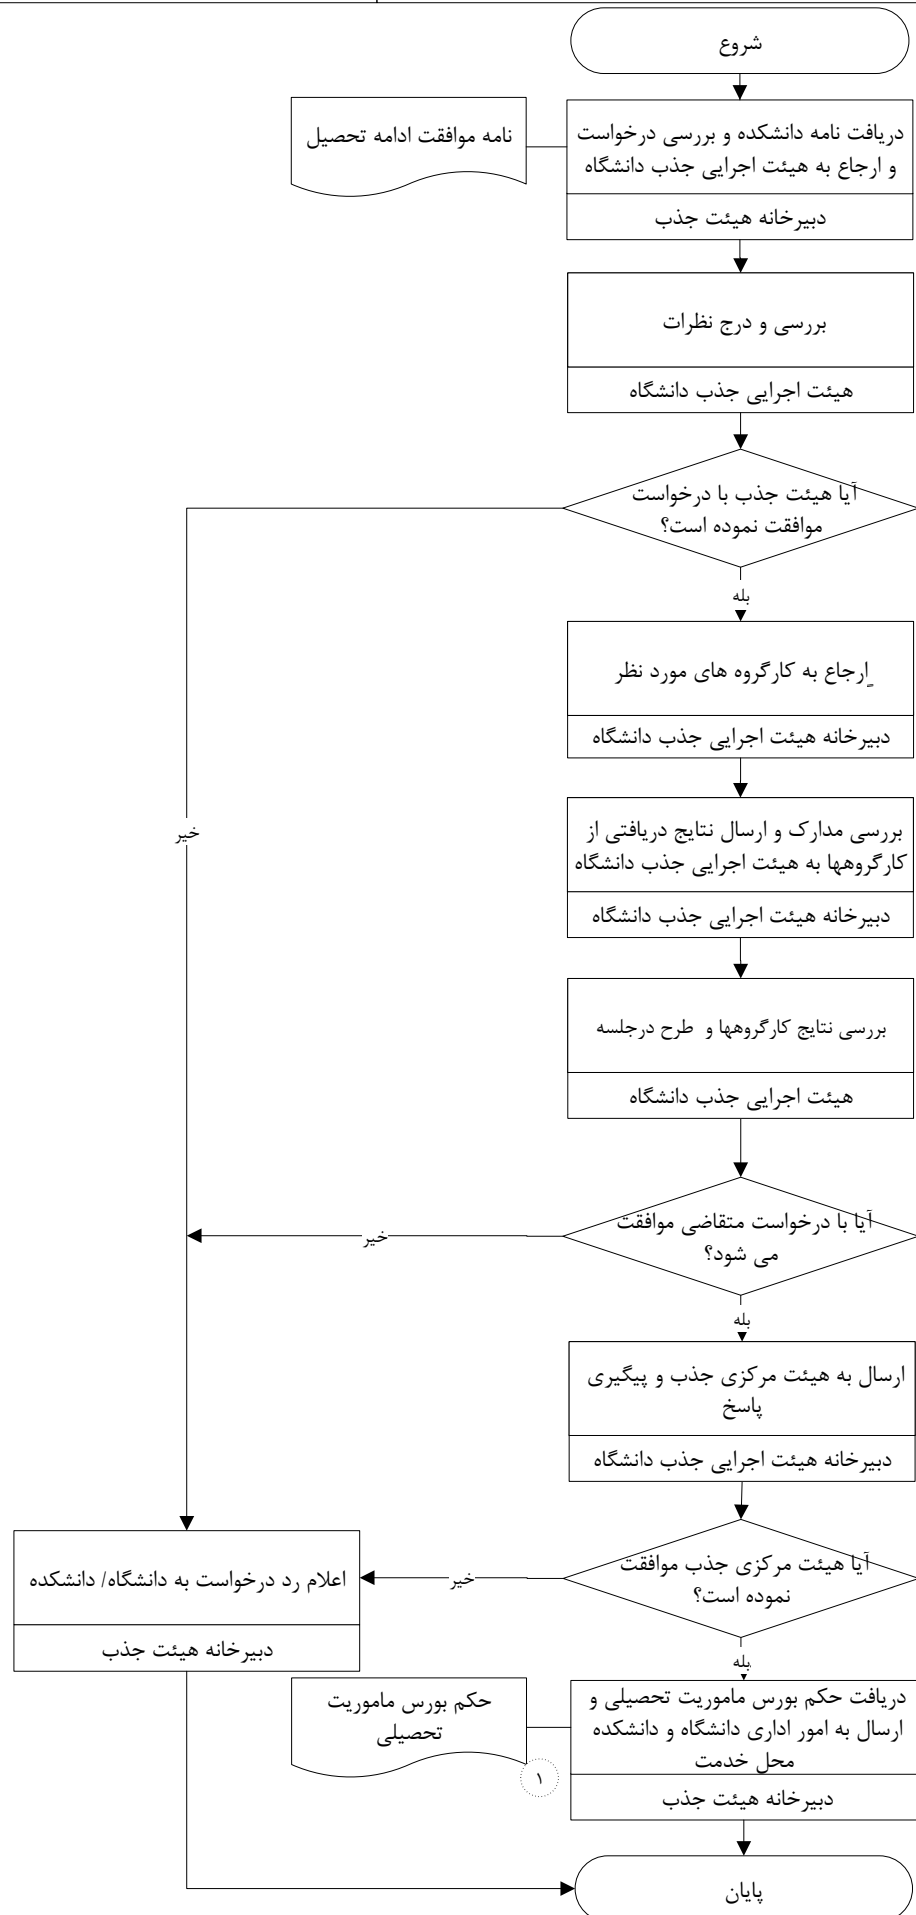 شروع
دریافت نامه دانشکده و بررسی درخواست
و ارجاع به هیئت اجرایی جذب دانشگاه
دبیرخانه هیئت جذب
نامه موافقت ادامه تحصیل
بررسی و درج نظرات
هیئت اجرایی جذب دانشگاه
آیا هیئت جذب با درخواست
موافقت نموده است؟
بله
خیر
ارجاع به کارگروه های مورد نظر
دبیرخانه هیئت اجرایی جذب دانشگاه
بررسی مدارک و ارسال نتایج دریافتی از
کارگروهها به هیئت اجرایی جذب دانشگاه
دبیرخانه هیئت اجرایی جذب دانشگاه
بررسی نتایج کارگروهها و طرح درجلسه
هیئت اجرایی جذب دانشگاه
آیا با درخواست متقاضی موافقت
می شود؟
خیر
بله
ارسال به هیئت مرکزی جذب و پیگیری
پاسخ
دبیرخانه هیئت اجرایی جذب دانشگاه
آیا هیئت مرکزی جذب موافقت
نموده است؟
خیر
اعلام رد درخواست به دانشگاه/ دانشکده
دبیرخانه هیئت جذب
بله
دریافت حکم بورس ماموریت تحصیلی و
ارسال به امور اداری دانشگاه و دانشکده
محل خدمت
دبیرخانه هیئت جذب
حکم بورس ماموریت
تحصیلی
۱
پایان